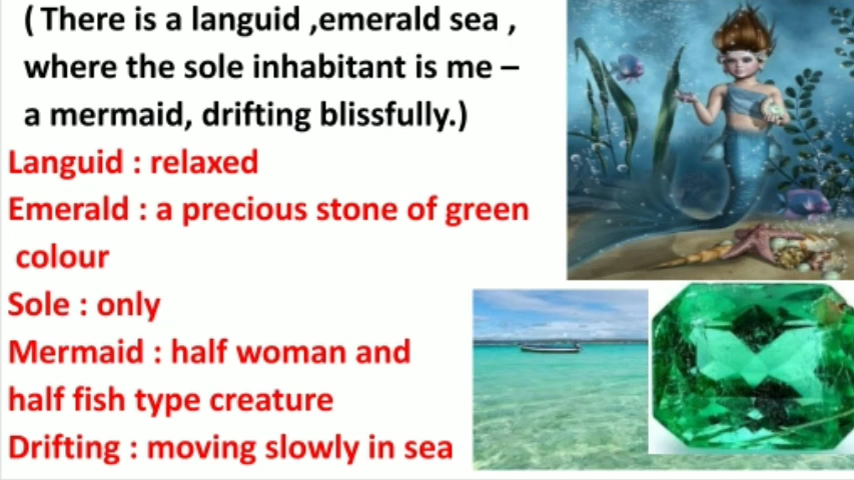 ( There is a languid ,emerald sea ,
where the sole inhabitant is me –
a mermaid, drifting blissfully.)
Languid : relaxed
Emerald : a precious stone of green
colour
Sole : only
Mermaid : half woman and
half fish type creature
Drifting : moving slowly in sea